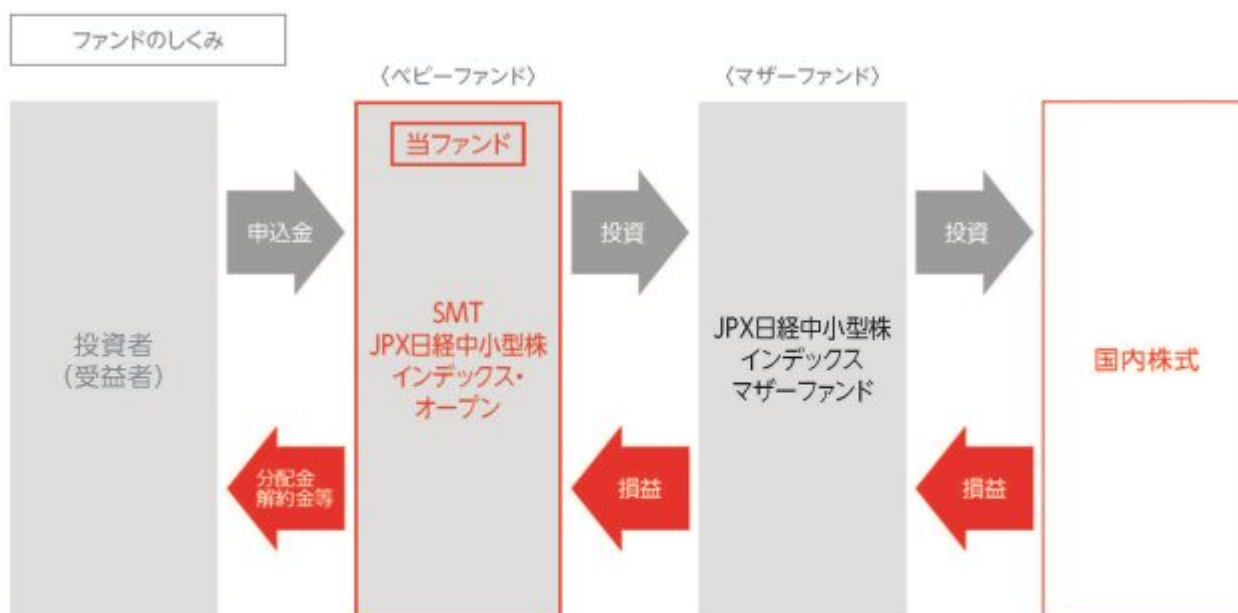 ファンドのしくみ
〈ベビーファンド〉
〈マザーファンド〉
当ファンド
申込金
投資
投資
投資者
（受益者）
SMT
JPX日経中小型株
インデックス・
オープン
JPX日経中小型株
インデックス
マザーファンド
国内株式
分配金
解約金等
損益
損益